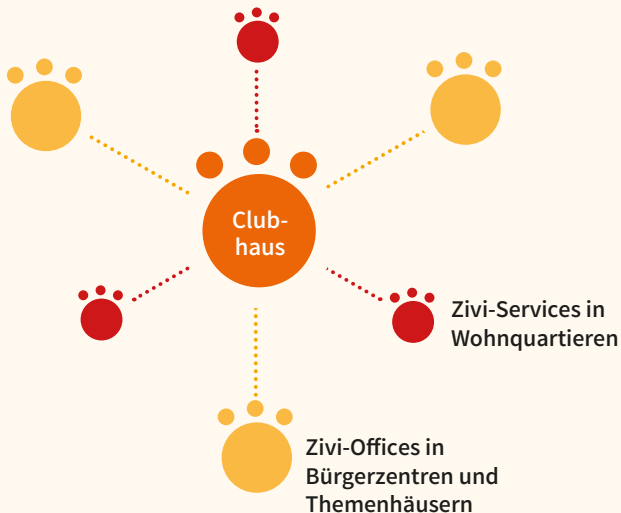 Club-
haus
Zivi-Services in
Wohnquartieren
Zivi-Offices in
Bürgerzentren und
Themenhäusern